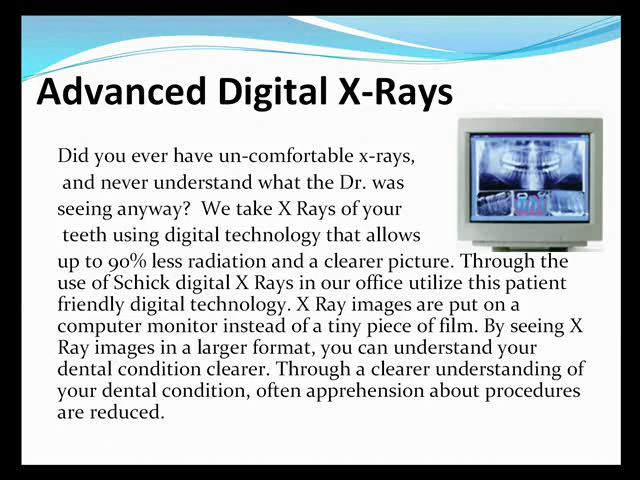 Advanced Digital X-Rays
Did you ever have un-comfortable x-rays,
and never understand what the Dr. was
seeing anyway? We take X Rays of your
teeth using digital technology that allows
up to 90% less radiation and a clearer picture. Through the
use of Schick digital X Rays in our office utilize this patient
friendly digital technology. X Ray images are put on a
computer monitor instead of a tiny piece of film. By seeing X
Ray images in a larger format, you can understand your
dental condition clearer. Through a clearer understanding of
your dental condition, often apprehension about procedures
are reduced.